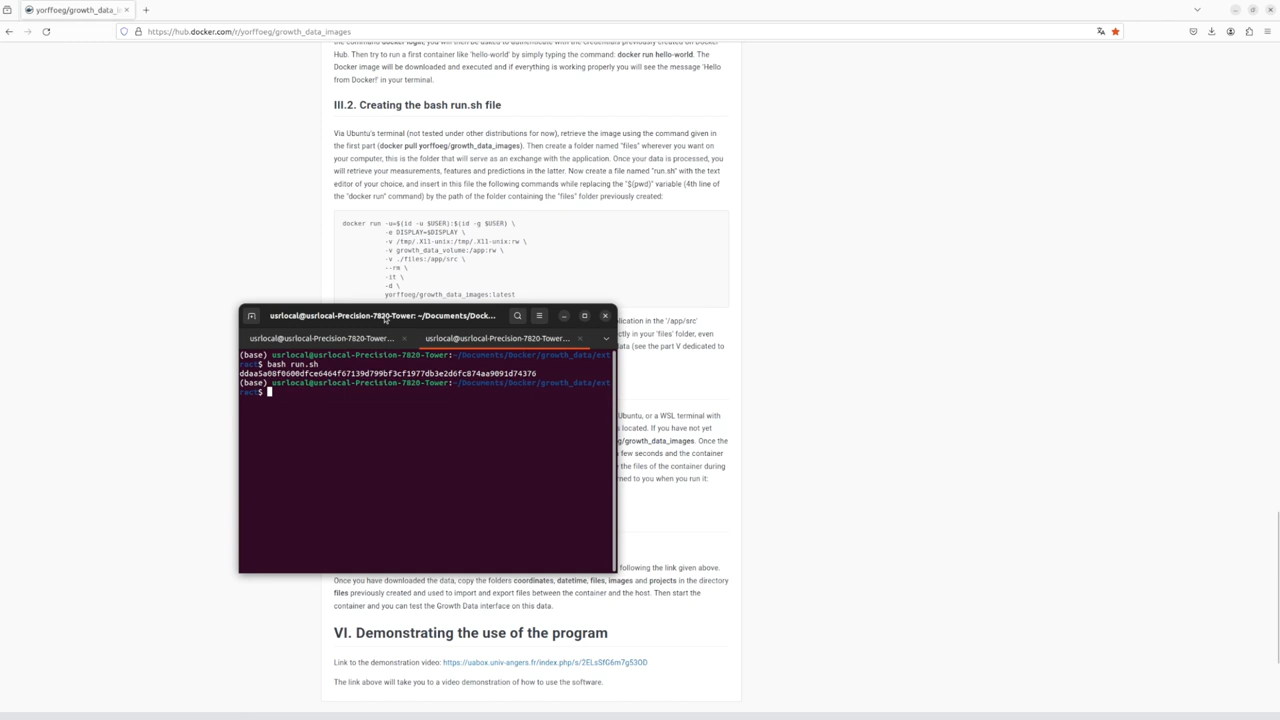 yorffoeg/growth_data_i
https://hub.docker.com/r/yorffoeg/growth_data_images
Hub. Then try to run a first container like 'hello-world' by simply typing the command: docker run hello-world. The
Docker image will be downloaded and executed and if everything is working properly you will see the message 'Hello
from Docker!' in your terminal.
III.2. Creating the bash run.sh file
Via Ubuntu's terminal (not tested under other distributions for now), retrieve the image using the command given in
the first part (docker pull yorffoeg/growth_data_images). Then create a folder named "files" wherever you want on
your computer, this is the folder that will serve as an exchange with the application. Once your data is processed, you
will retrieve your measurements, features and predictions in the latter. Now create a file named "run.sh" with the text
editor of your choice, and insert in this file the following commands while replacing the "$(pwd)" variable (4th line of
the "docker run" command) by the path of the folder containing the "files" folder previously created:
docker run -u=$(id -u $USER):$(id -g $USER) \
-e DISPLAY=$DISPLAY \
-v /tmp/.X11-unix:/tmp/.X11-unix:rw \
-v growth_data_volume:/app:rw \
-v ./files:/app/src \
--rm \
-it \
-d \
yorffoeg/growth_data_images:latest
usrlocal@usrlocal-Precision-7820-Tower: ~/Documents/Dock...
plication in the '/app/src'
ectly in your 'files' folder, even
data (see the part V dedicated to
usrlocal@usrlocal-Precision-7820-Tower...
usrlocal@usrlocal-Precision-7820-Tower...
(base) usrlocal@usrlocal-Precision-7820-Tower:~/Documents/Docker/growth_data/ext
ract$ bash run.sh
ddaa5a08f0600dfce6464f67139d799bf3cf1977db3e2d6fc874aa9091d74376
(base) usrlocal@usrlocal-Precision-7820-Tower:~/Documents/Docker/growth_data/ext
ract$
Ubuntu, or a WSL terminal with
s located. If you have not yet
g/growth_data_images. Once the
a few seconds and the container
e the files of the container during
rned to you when you run it:
following the link given above.
Once you have downloaded the data, copy the folders coordinates, datetime, files, images and projects in the directory
files previously created and used to import and export files between the container and the host. Then start the
container and you can test the Growth Data interface on this data.
VI. Demonstrating the use of the program
Link to the demonstration video: https://uabox.univ-angers.fr/index.php/s/2ELsSfG6m7g53OD
The link above will take you to a video demonstration of how to use the software.